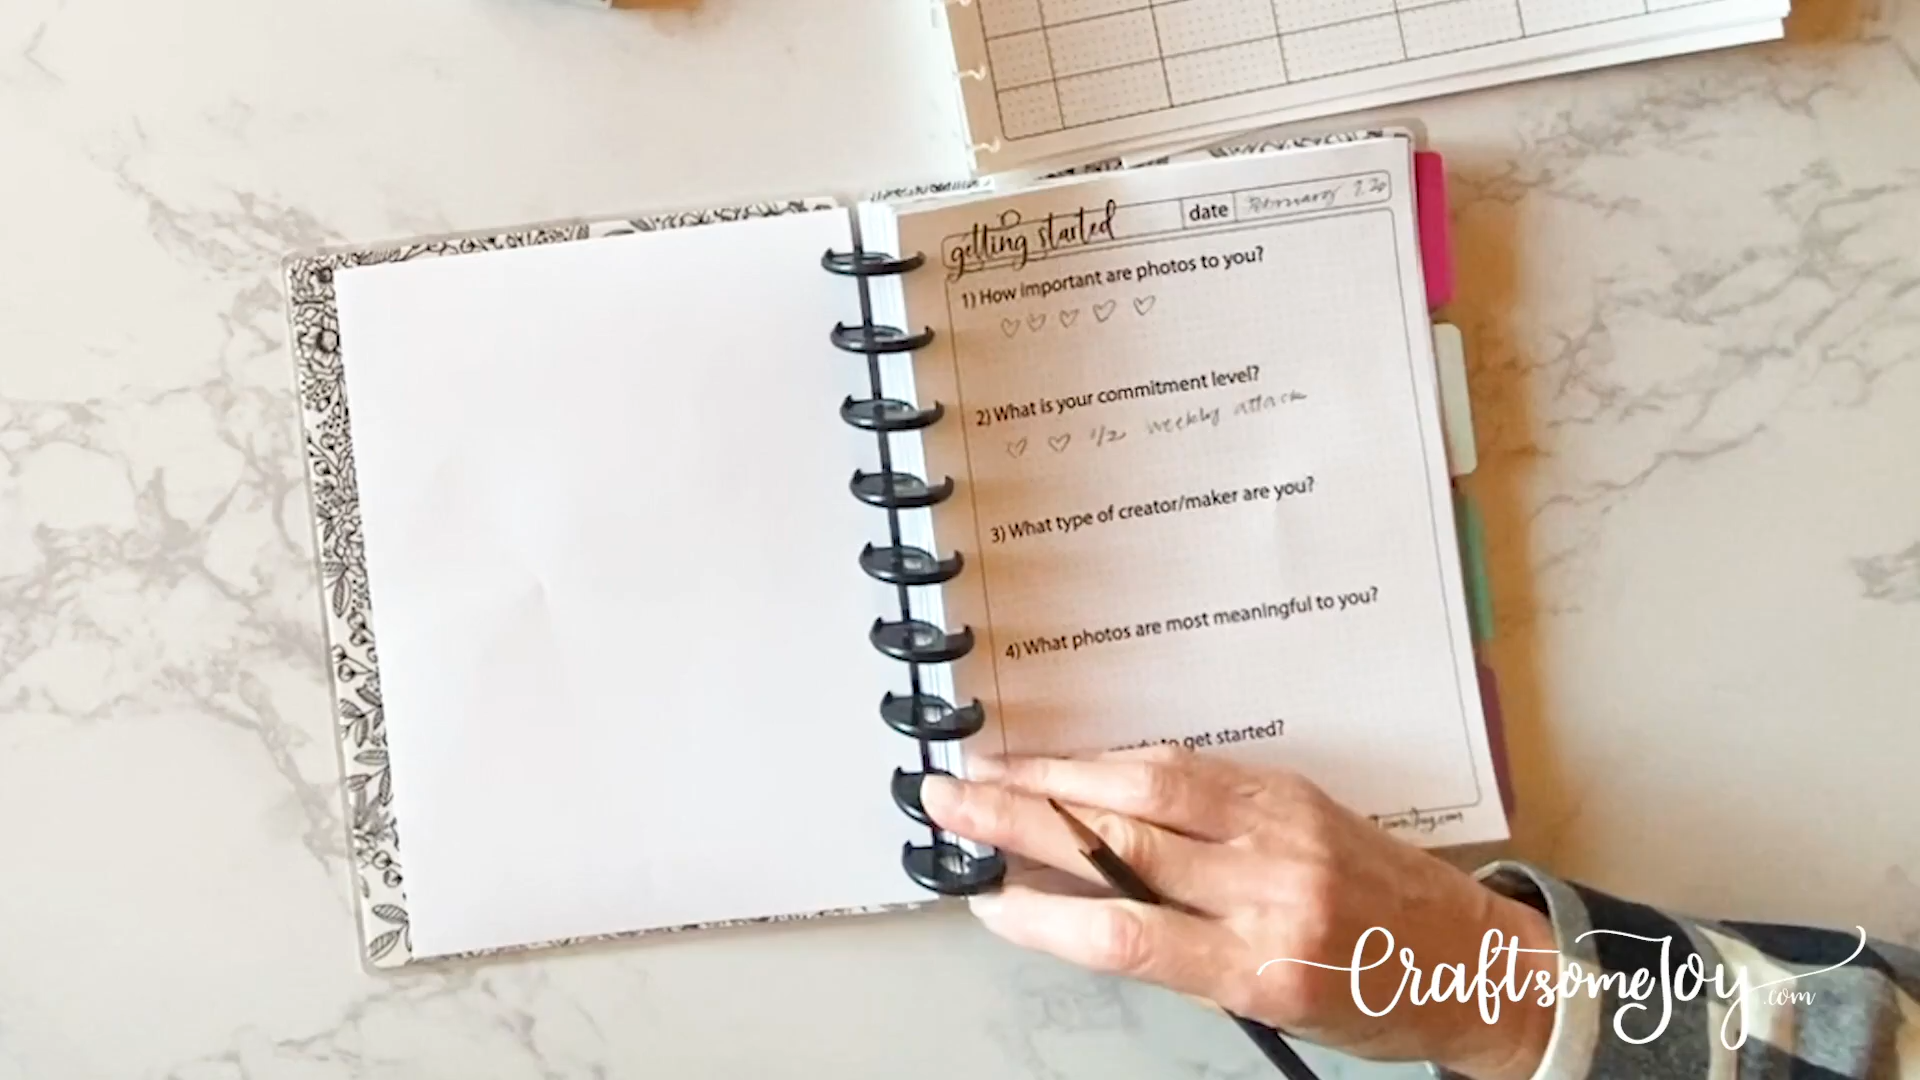 getting started
date February
1) How important are photos to you?
2) What is your commitment level?
1/2 weekly attack
3) What type of creator/maker are you?
4) What photos are most meaningful to you?
ready to get started?
CraftsomeJoy.com